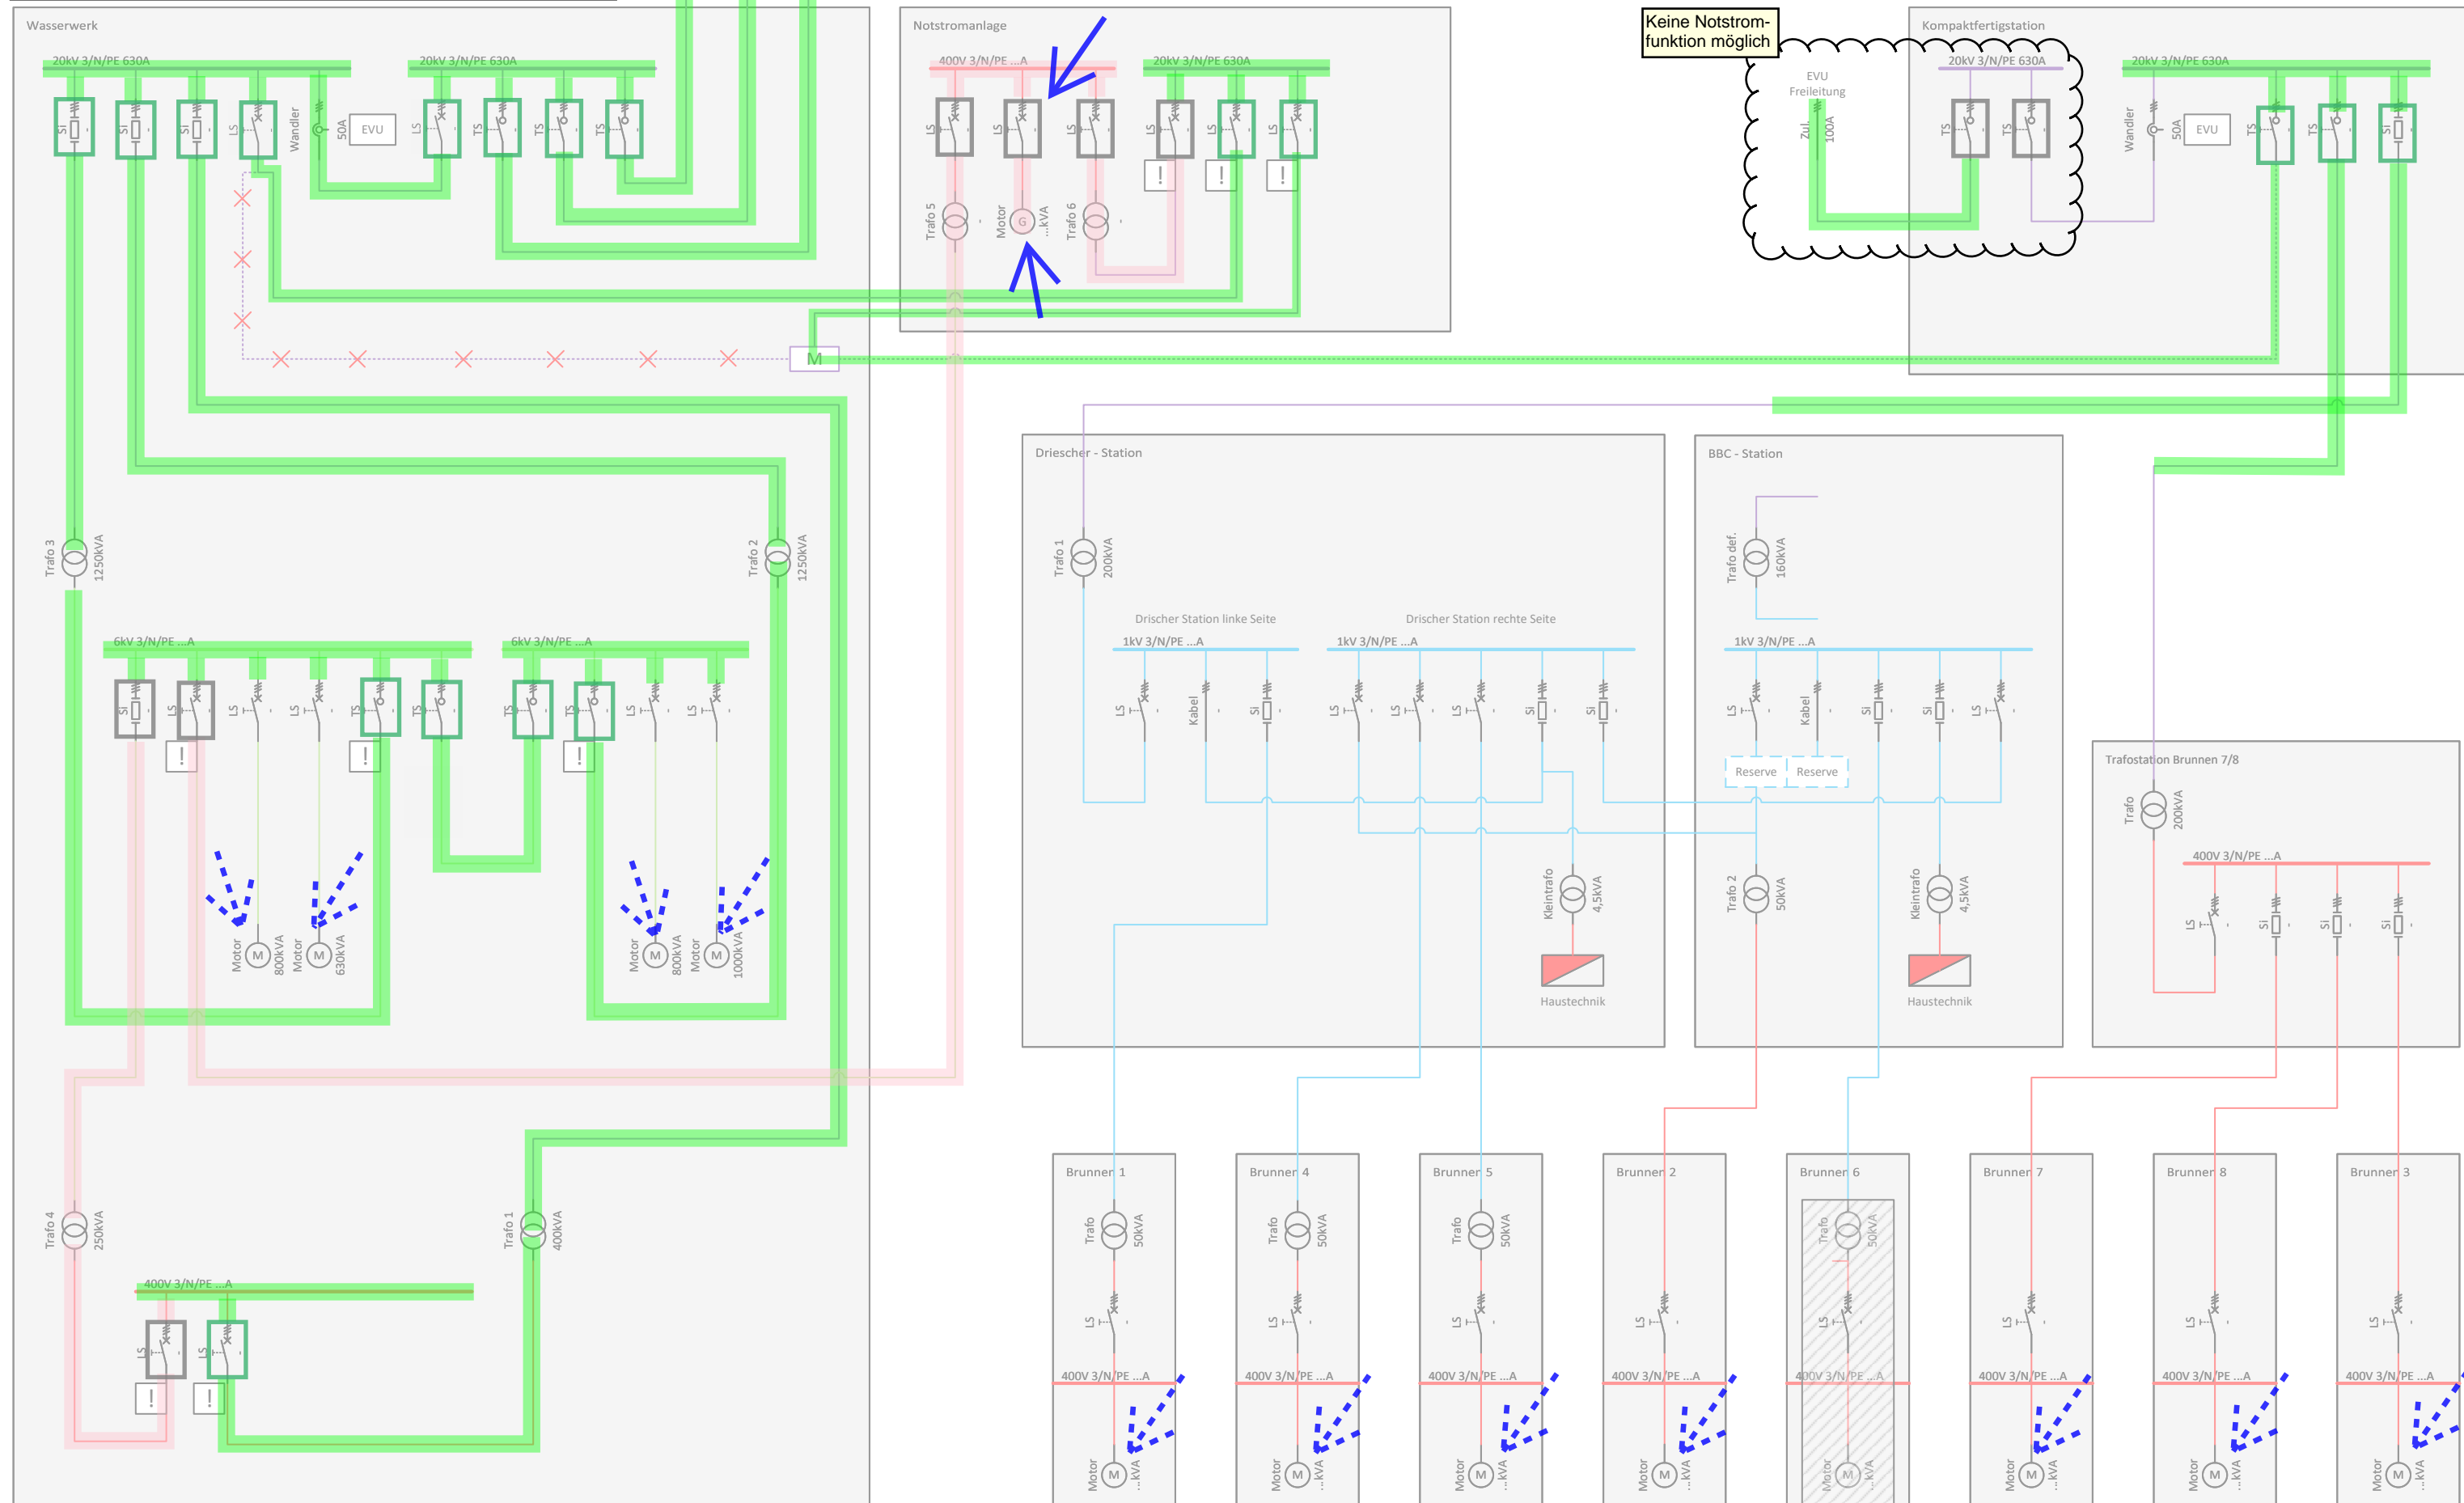 Wasserwerk
20kV 3/N/PE 630A
Si
-
Si
-
Si
-
LS
-
Wandler
50A
EVU
20kV 3/N/PE 630A
LS
-
TS
-
TS
-
TS
-
M
Trafo 3
1250kVA
Trafo 2
1250kVA
6kV 3/N/PE ...A
Si
-
LS
-
!
LS
-
LS
-
TS
-
!
TS
-
6kV 3/N/PE ...A
TS
-
TS
-
!
LS
-
LS
-
Motor
M
800kVA
Motor
M
630kVA
Motor
M
800kVA
Motor
M
1000kVA
Trafo 4
250kVA
Trafo 1
400kVA
400V 3/N/PE ...A
LS
-
!
LS
-
!
Notstromanlage
400V 3/N/PE ...A
LS
-
LS
-
LS
-
20kV 3/N/PE 630A
LS
-
!
LS
-
!
LS
-
!
Trafo 5
-
Motor
G
...kVA
Trafo 6
-
Keine Notstrom-
funktion möglich
EVU
Freileitung
Zul.
100A
Kompaktfertigstation
20kV 3/N/PE 630A
TS
-
TS
-
Wandler
50A
EVU
20kV 3/N/PE 630A
TS
-
TS
-
Si
-
Driescher - Station
Trafo 1
200kVA
Drischer Station linke Seite
1kV 3/N/PE ...A
LS
-
Kabel
-
Si
-
Drischer Station rechte Seite
1kV 3/N/PE ...A
LS
-
LS
-
LS
-
Si
-
Si
-
Kleintrafo
4,5kVA
Haustechnik
BBC - Station
Trafo def.
160kVA
1kV 3/N/PE ...A
LS
-
Kabel
-
Si
-
Si
-
LS
-
Reserve
Reserve
Trafo 2
50kVA
Kleintrafo
4,5kVA
Haustechnik
Trafostation Brunnen 7/8
Trafo
200kVA
400V 3/N/PE ...A
LS
-
Si
-
Si
-
Si
-
Brunnen 1
Trafo
50kVA
LS
-
400V 3/N/PE ...A
Motor
M
...kVA
Brunnen 4
Trafo
50kVA
LS
-
400V 3/N/PE ...A
Motor
M
...kVA
Brunnen 5
Trafo
50kVA
LS
-
400V 3/N/PE ...A
Motor
M
...kVA
Brunnen 2
LS
-
400V 3/N/PE ...A
Motor
M
...kVA
Brunnen 6
Trafo
50kVA
LS
-
400V 3/N/PE ...A
Motor
M
...kVA
Brunnen 7
LS
-
400V 3/N/PE ...A
Motor
M
...kVA
Brunnen 8
LS
-
400V 3/N/PE ...A
Motor
M
...kVA
Brunnen 3
LS
-
400V 3/N/PE ...A
Motor
M
...kVA